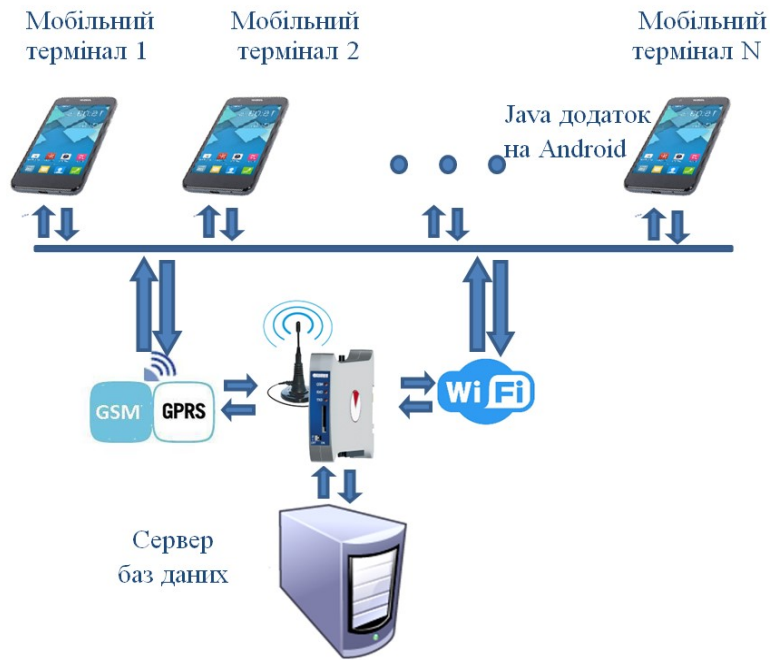 Мобільний
термінал 1
Мобільний
термінал 2
Мобільний
термінал N
Java додаток
на Android
GSM
GPRS
Wi Fi
Сервер
баз даних